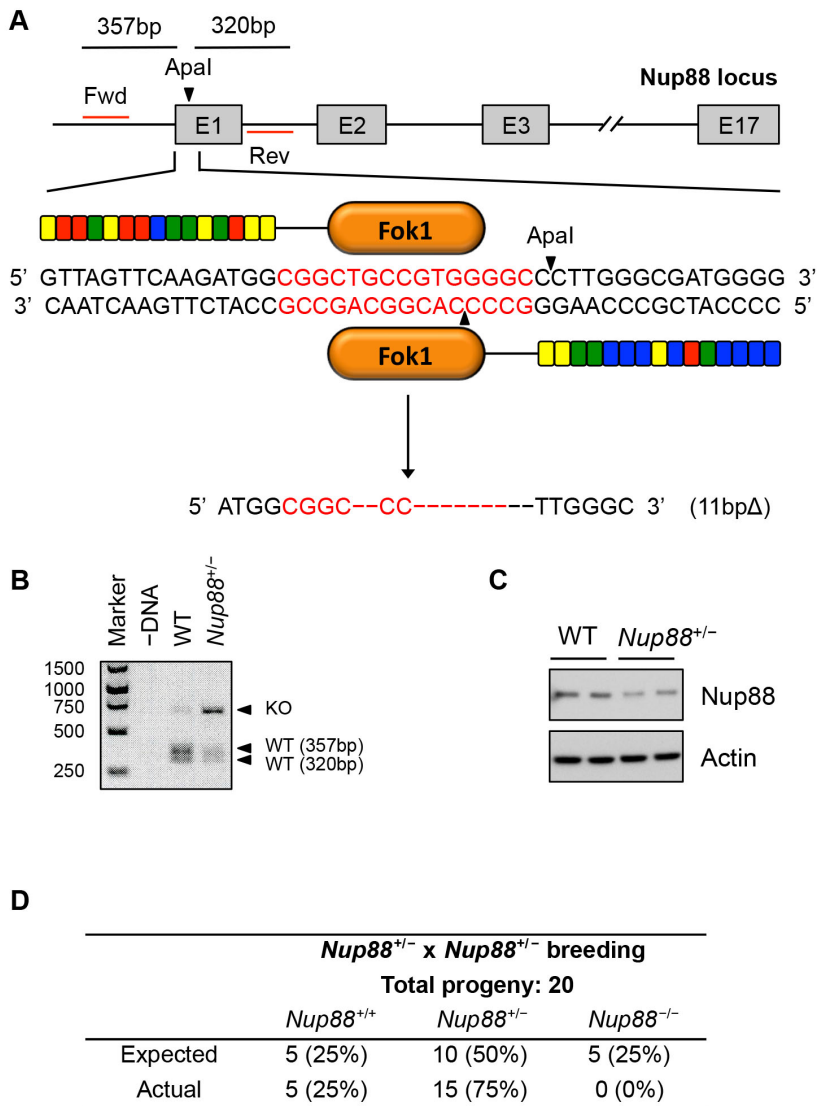 A
357bp 320bp
ApaI
Nup88 locus
Fwd
E1 E2 E3 E17
Rev
Fok1
ApaI
5’ GTTAGTTCAAGATGGCGGCTGCCGTGGGGCCCTTGGGCGATGGGG 3’
3’ CAATCAAGTTCTACCGCCGACGGCACCCCGGGAACCCGCTACCCC 5’
Fok1
5’ ATGGCGGC--CC---------TTGGGC 3’ (11bpΔ)
B
Marker −DNA WT Nup88+/−
1500
1000
750
500
250
KO
WT (357bp)
WT (320bp)
C
WT Nup88+/−
Nup88
Actin
D
Nup88+/− x Nup88+/− breeding
Total progeny: 20
Nup88+/+ Nup88+/− Nup88−/−
Expected 5 (25%) 10 (50%) 5 (25%)
Actual 5 (25%) 15 (75%) 0 (0%)